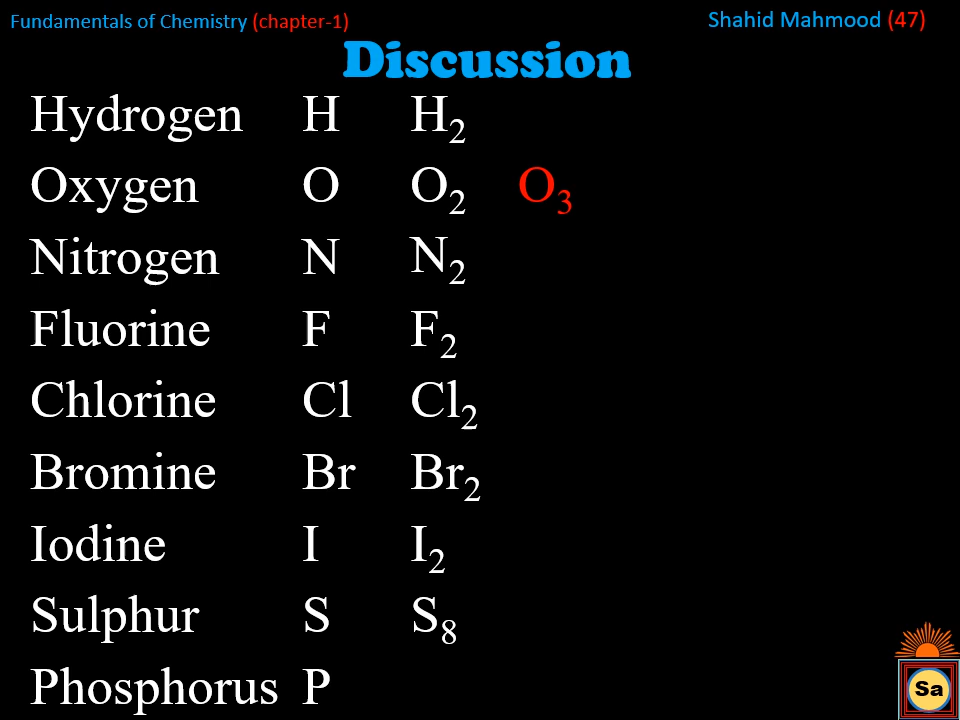 Fundamentals of Chemistry (chapter-1) Shahid Mahmood (47)
Discussion
Hydrogen H H₂
Oxygen O O₂ O₃
Nitrogen N N₂
Fluorine F F₂
Chlorine Cl Cl₂
Bromine Br Br₂
Iodine I I₂
Sulphur S S₈
Phosphorus P
Sa